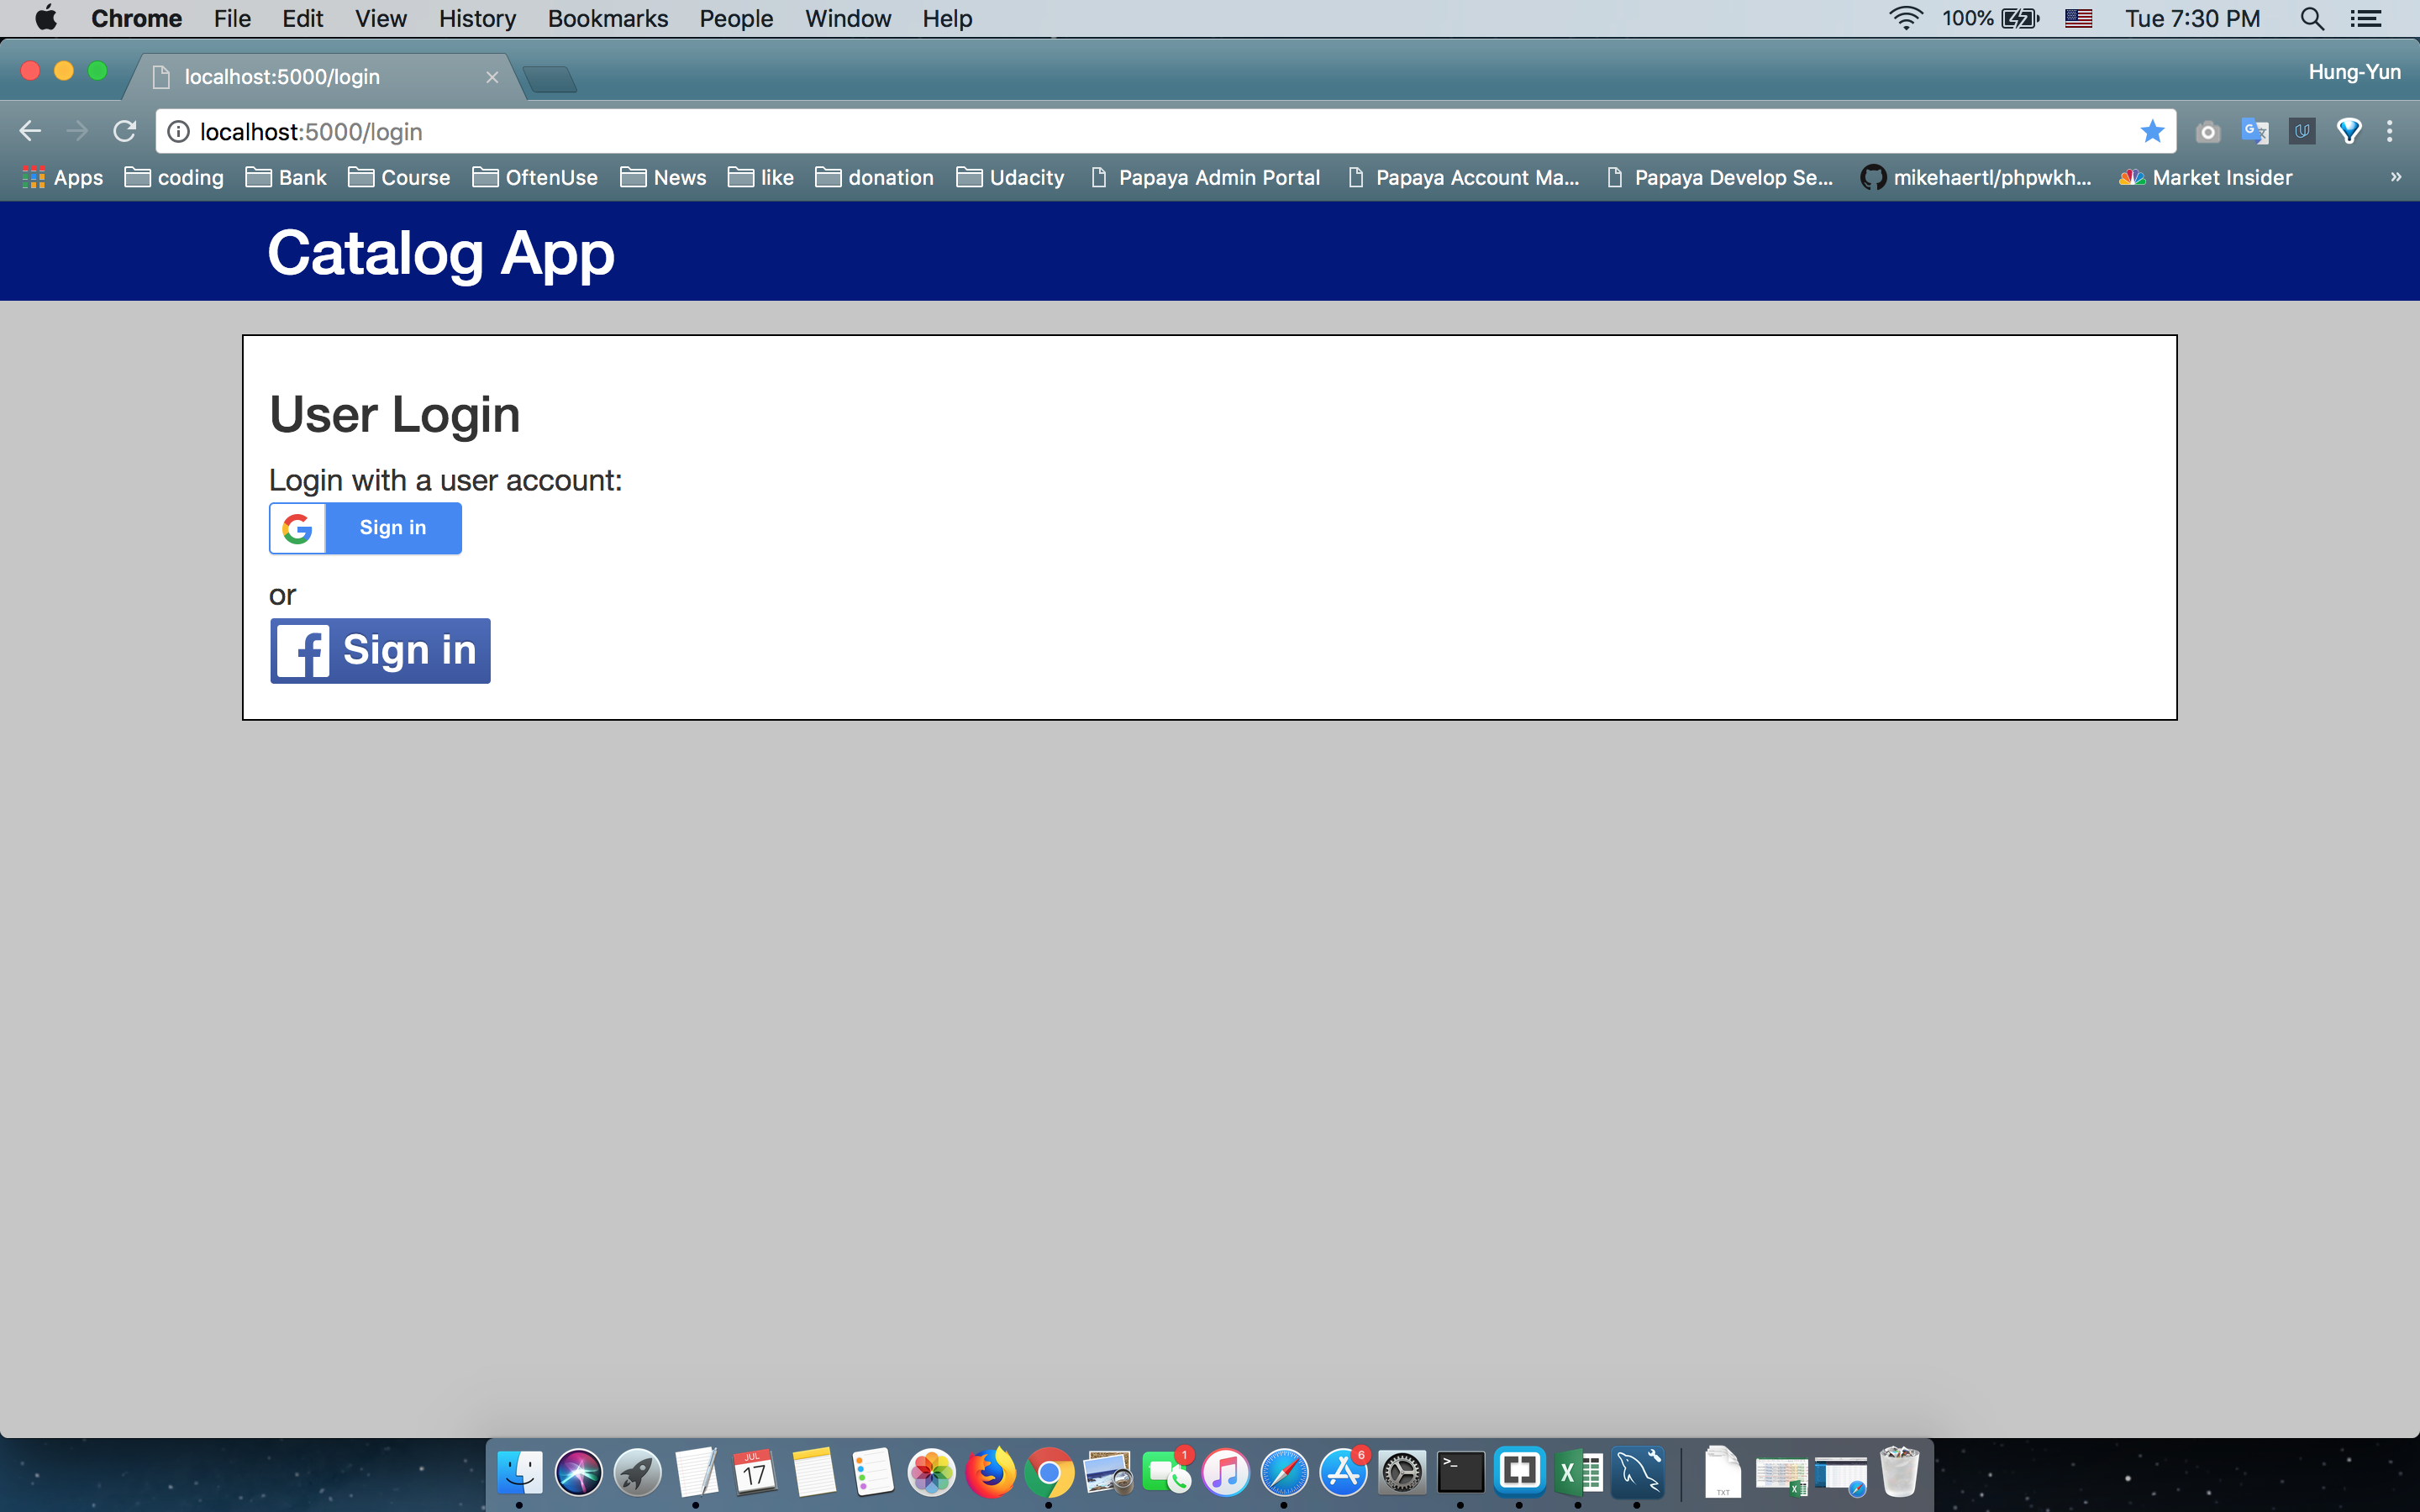 Chrome File Edit View History Bookmarks People Window Help 100% Tue 7:30 PM
localhost:5000/login Hung-Yun
localhost:5000/login
Apps coding Bank Course OftenUse News like donation Udacity Papaya Admin Portal Papaya Account Ma... Papaya Develop Se... mikehaertl/phpwkh... Market Insider »
Catalog App
User Login
Login with a user account:
G Sign in
or
f Sign in
JUL
17
1
6
>_
X
TXT